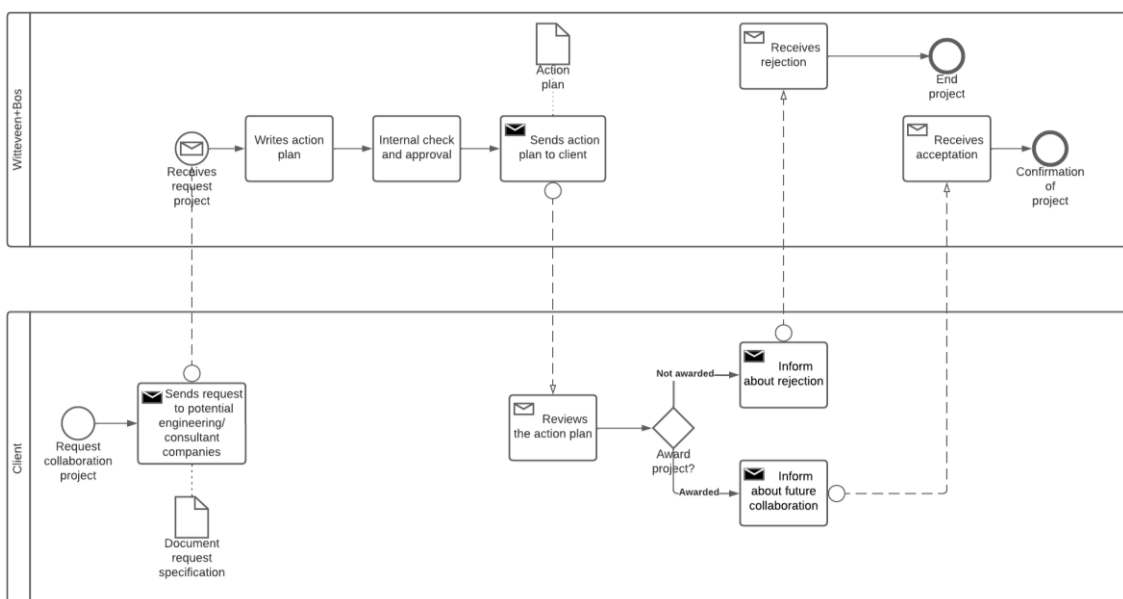 Witteveen+Bos
Receives
request
project
Writes action
plan
Internal check
and approval
Action
plan
Sends action
plan to client
Receives
rejection
End
project
Receives
acceptation
Confirmation
of
project
Client
Request
collaboration
project
Sends request
to potential
engineering/
consultant
companies
Document
request
specification
Reviews
the action plan
Award
project?
Not awarded
Inform
about rejection
Awarded
Inform
about future
collaboration